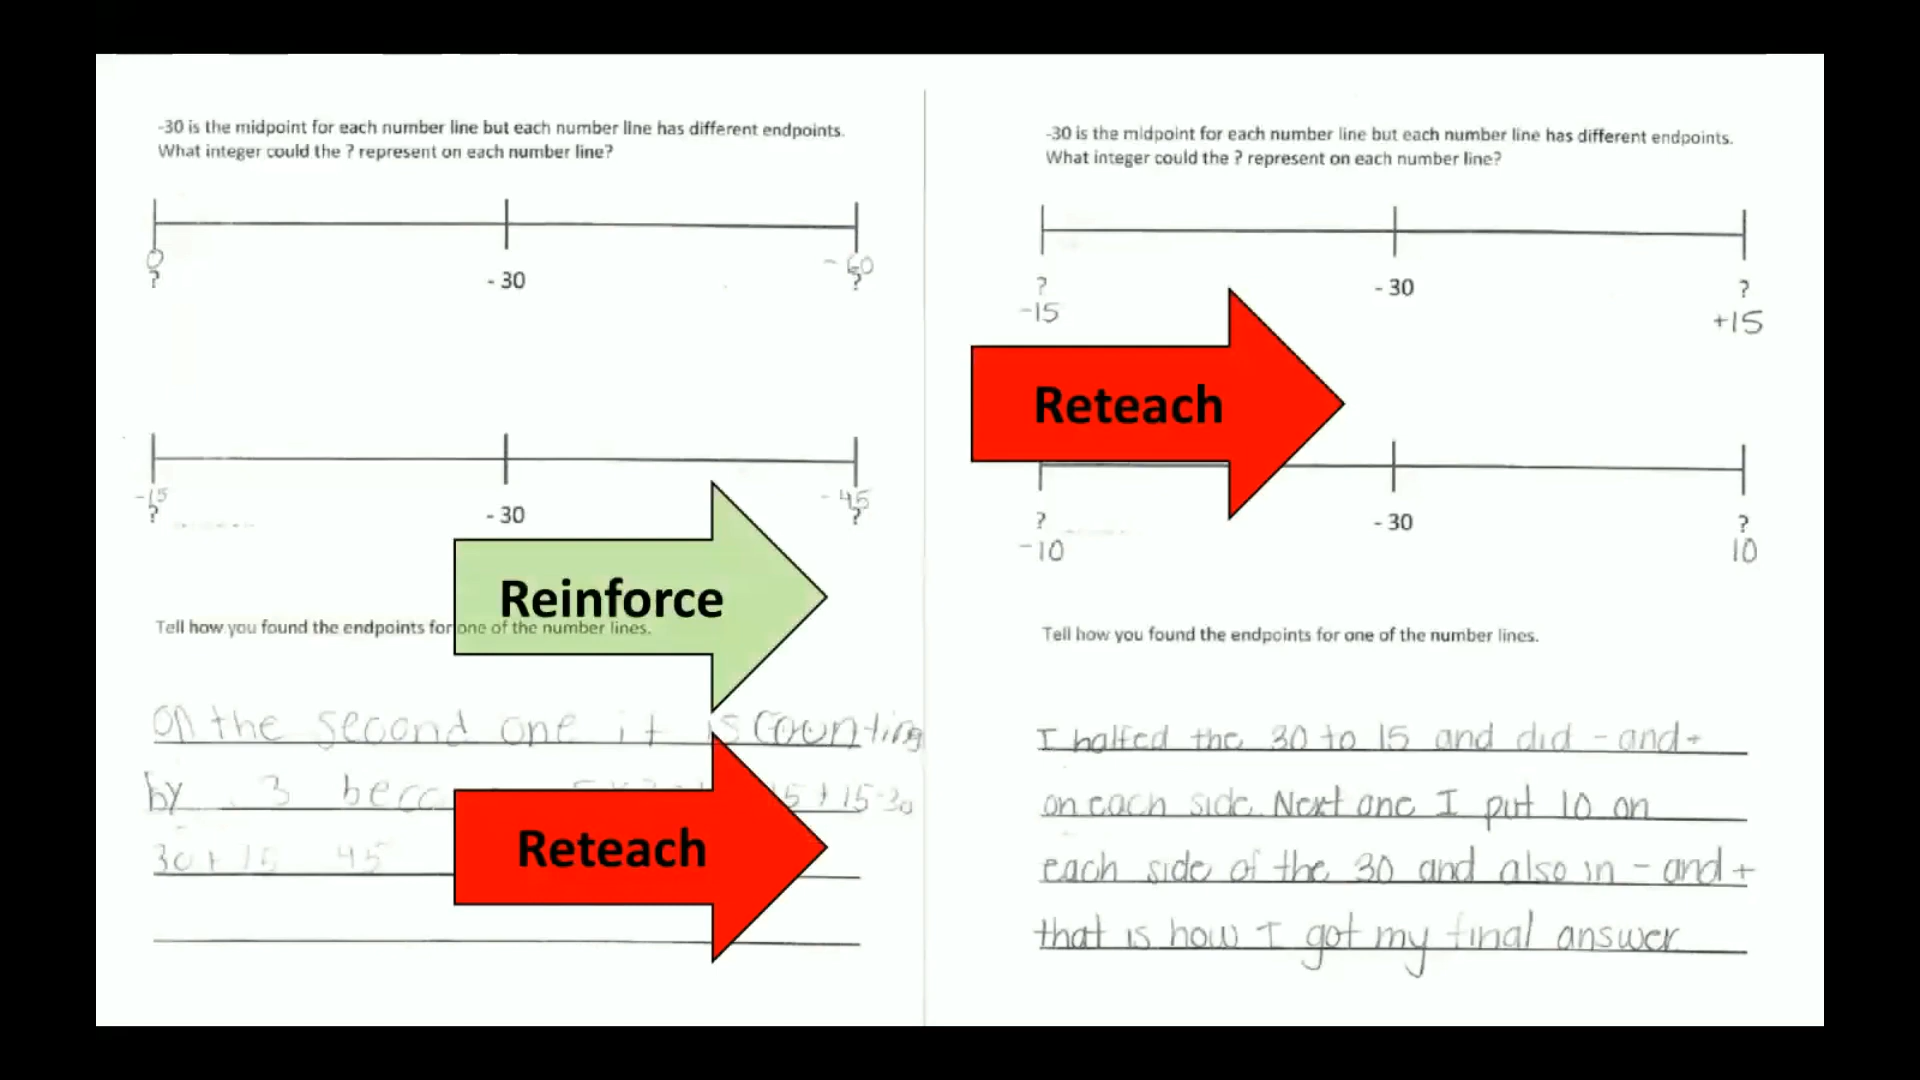 -30 is the midpoint for each number line but each number line has different endpoints.
What integer could the ? represent on each number line?
0
- 60
?
- 30
?
-15
- 45
?
- 30
?
Reinforce
Tell how you found the endpoints for one of the number lines.
on the second one it is counting
by 3 15+15-30
30+15 45
Reteach
-30 is the midpoint for each number line but each number line has different endpoints.
What integer could the ? represent on each number line?
?
- 30
?
-15
+15
Reteach
?
- 30
?
-10
10
Tell how you found the endpoints for one of the number lines.
I halfed the 30 to 15 and did - and +
on each side. Next one I put 10 on
each side of the 30 and also in - and +
that is how I got my final answer